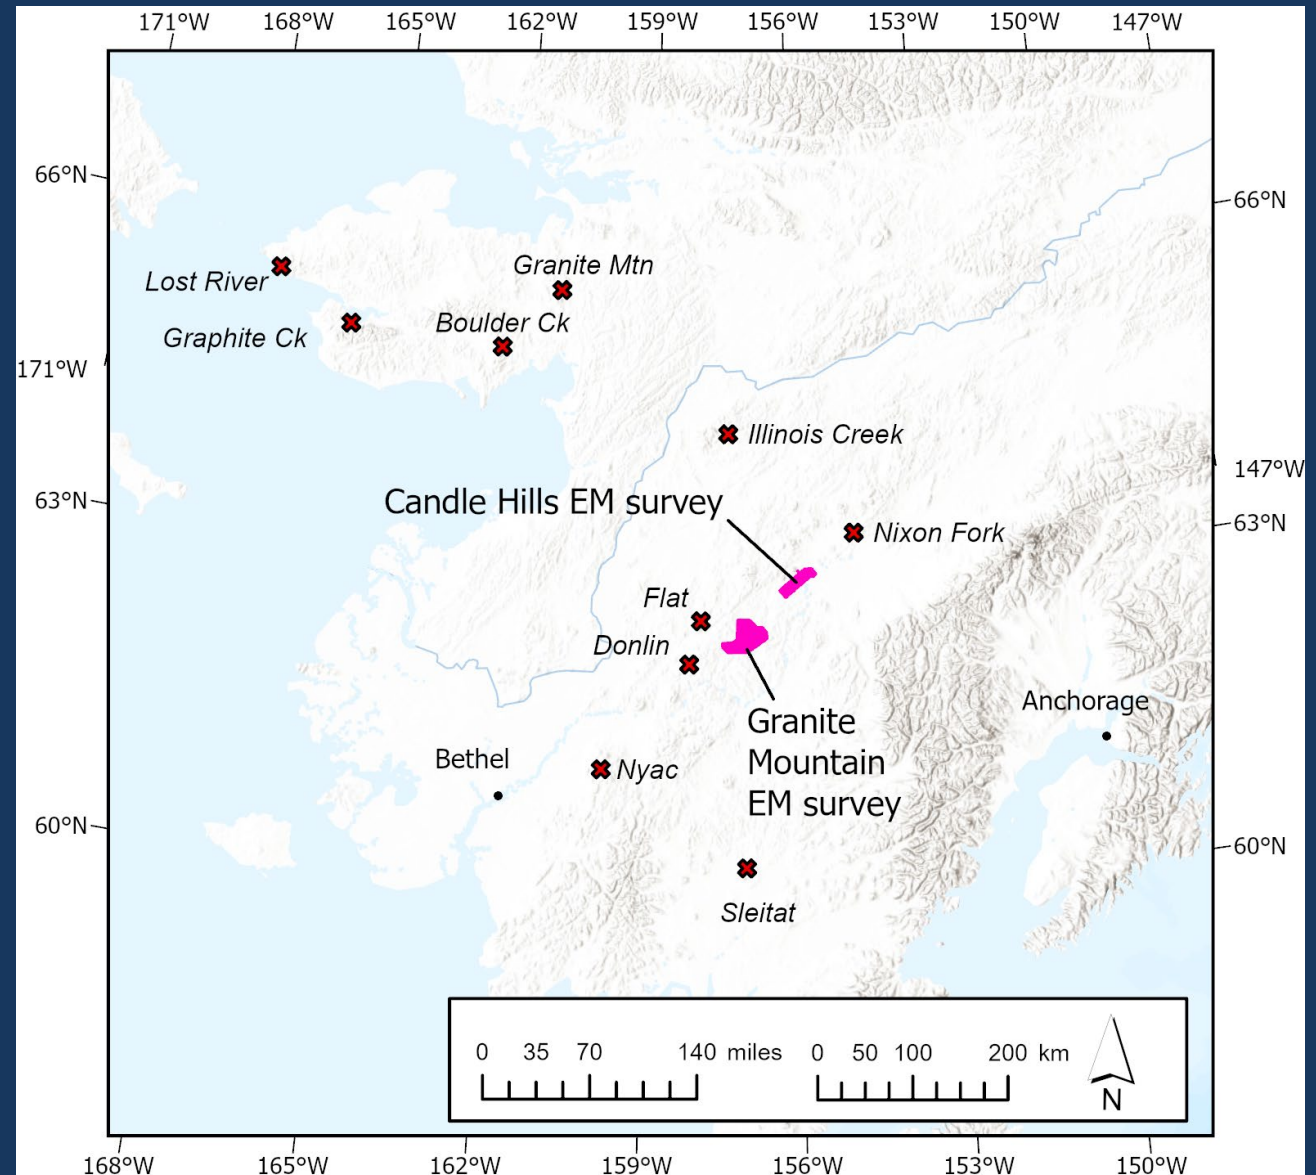 171°W 168°W 165°W 162°W 159°W 156°W 153°W 150°W 147°W
66°N
66°N
Lost River
Granite Mtn
Graphite Ck
Boulder Ck
171°W
Illinois Creek
147°W
63°N
Candle Hills EM survey
63°N
Nixon Fork
Flat
Donlin
Anchorage
Granite
Mountain
EM survey
Bethel
Nyac
60°N
60°N
Sleitat
0 35 70 140 miles 0 50 100 200 km
N
168°W 165°W 162°W 159°W 156°W 153°W 150°W